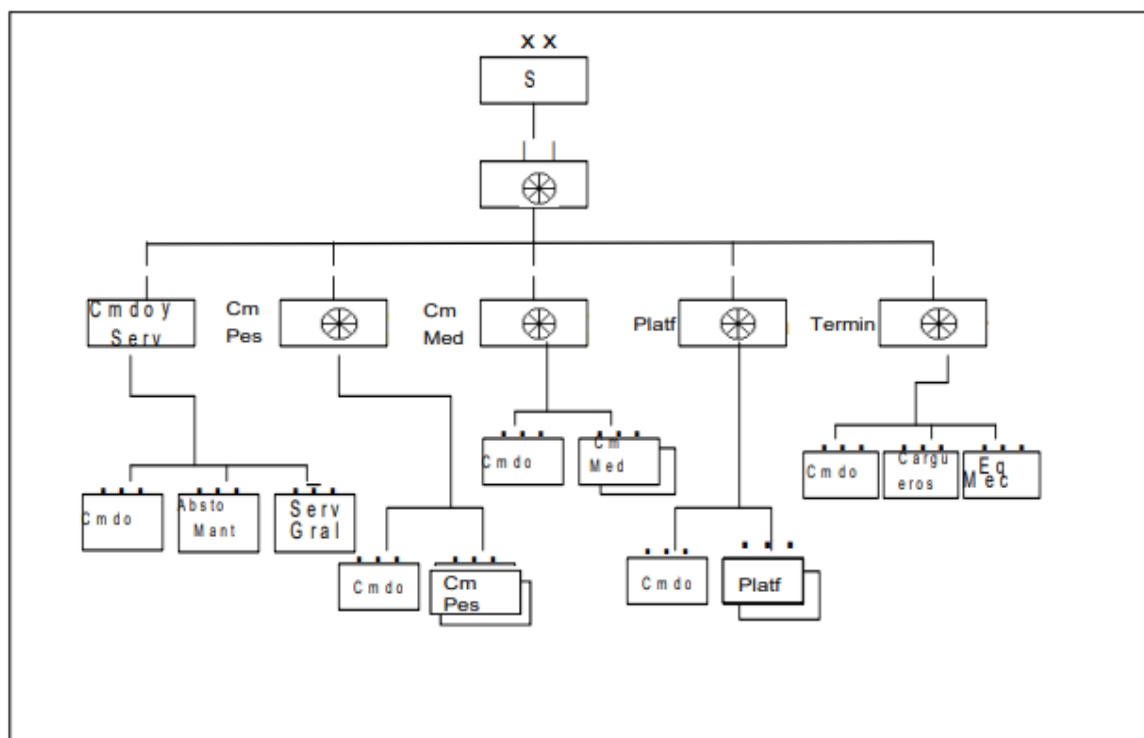 X X
S
Cmdo y
Serv
Cm
Pes
Cm
Med
Platf
Termin
Cmdo
Absto
Mant
Serv
Gral
Cmdo
Cm
Pes
Cmdo
Cm
Med
Cmdo
Platf
Cmdo
Cargu
eros
Eq
Mec